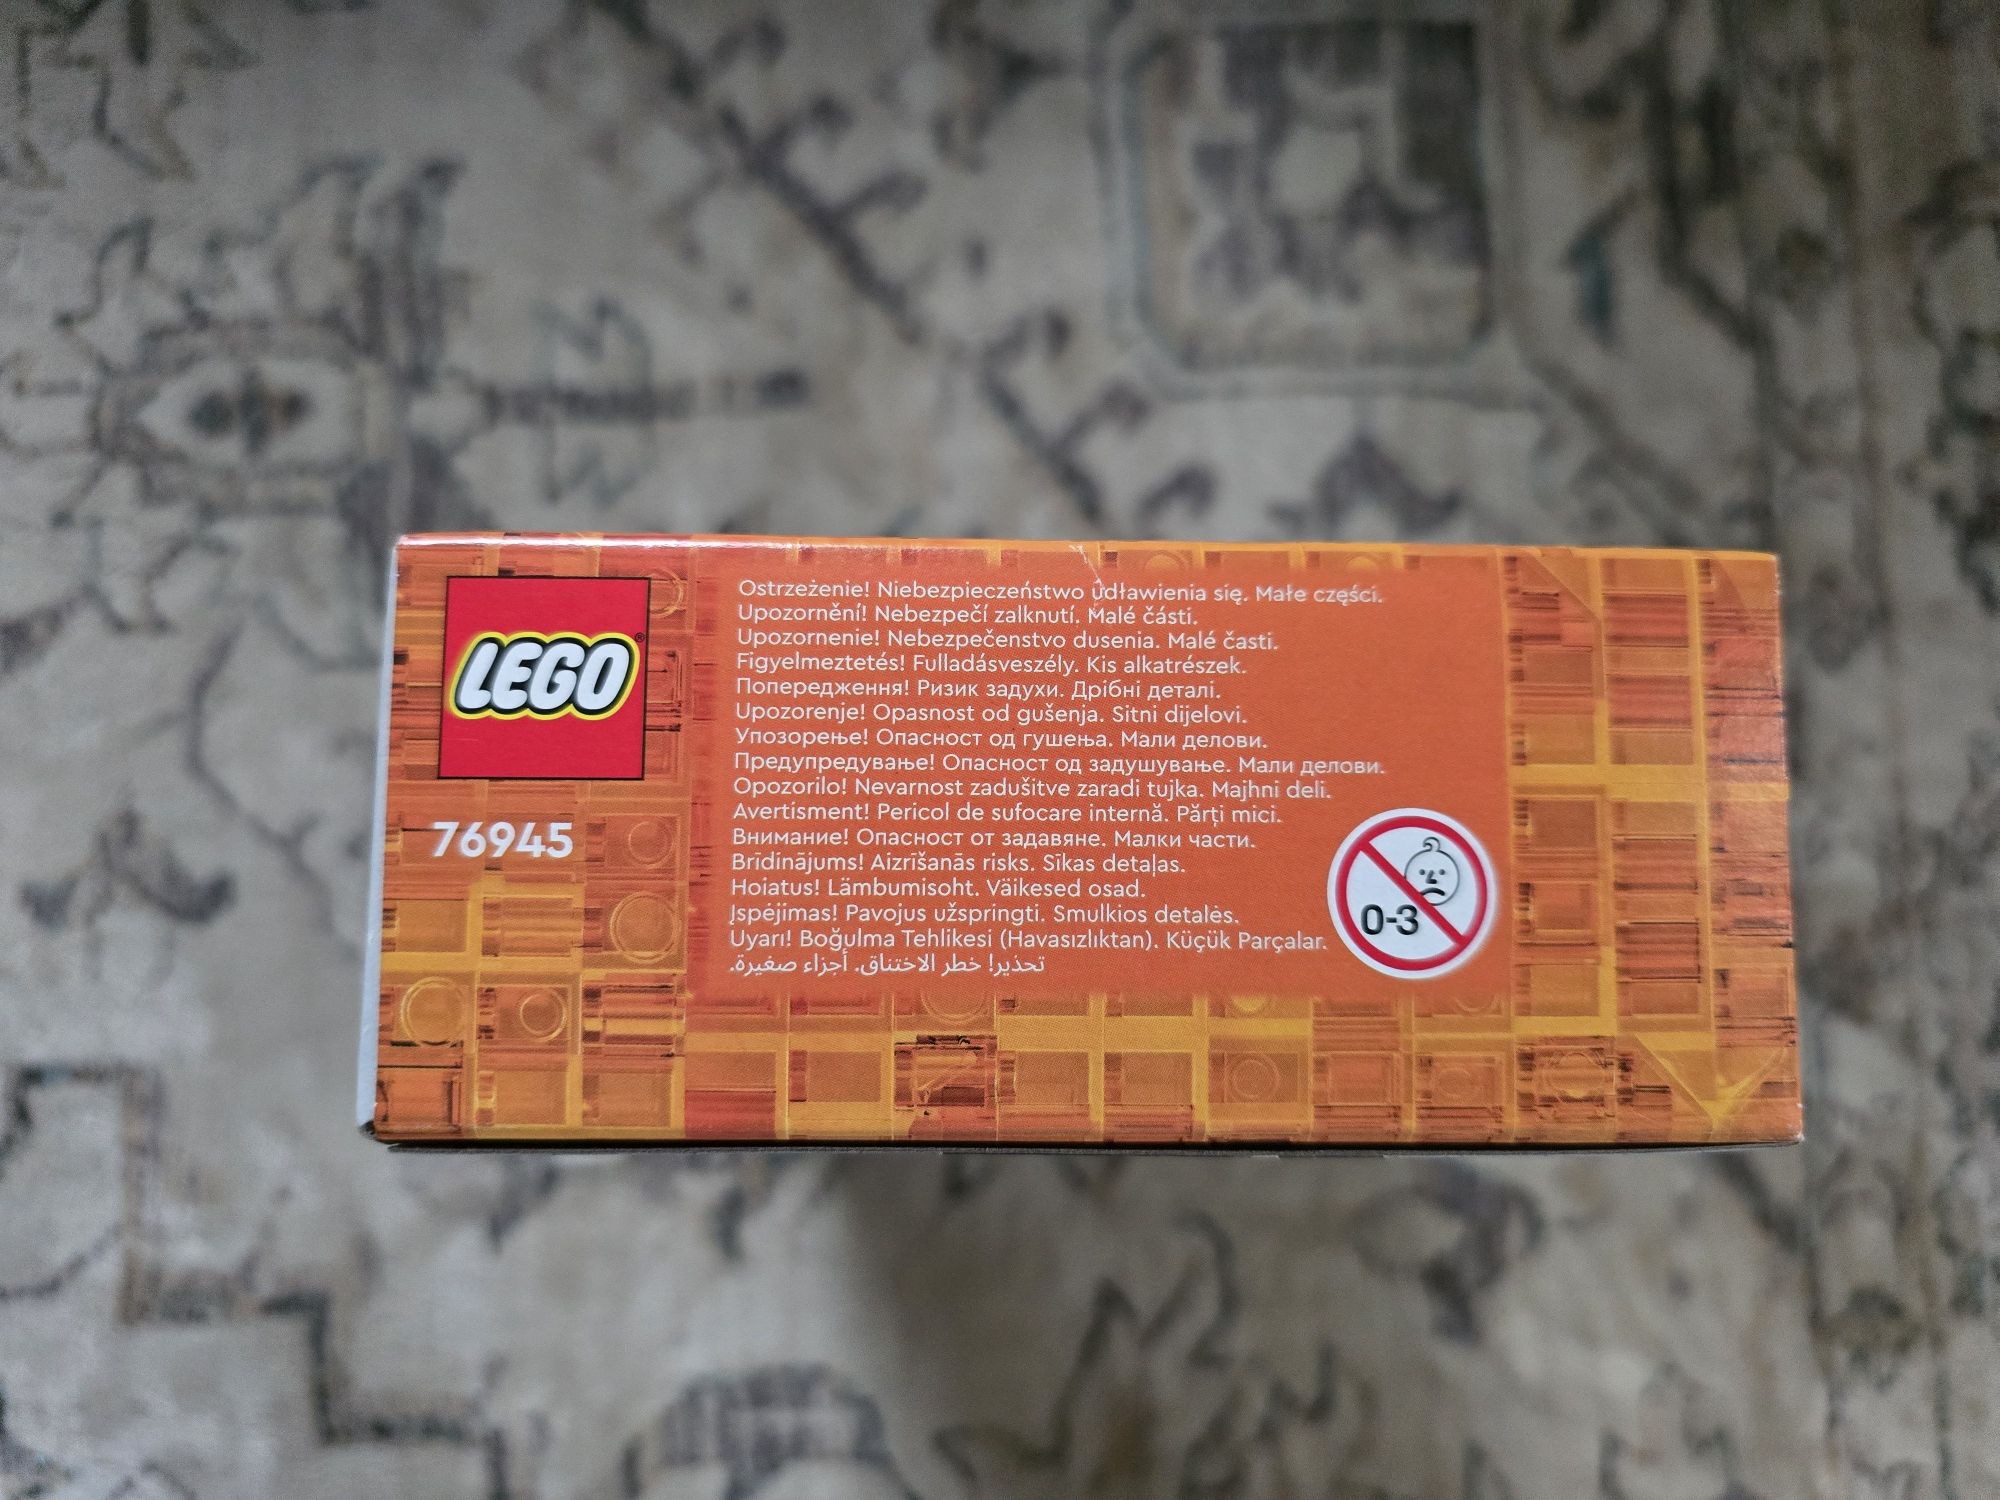 LEGO®
76945
Ostrzeżenie! Niebezpieczeństwo udławienia się. Małe części.
Upozornění! Nebezpečí zalknutí. Malé části.
Upozornenie! Nebezpečenstvo dusenia. Malé časti.
Figyelmeztetés! Fulladásveszély. Kis alkatrészek.
Попередження! Ризик задухи. Дрібні деталі.
Upozorenje! Opasnost od gušenja. Sitni dijelovi.
Упозорење! Опасност од гушења. Мали делови.
Предупредување! Опасност од задушување. Мали делови.
Opozorilo! Nevarnost zadušitve zaradi tujka. Majhni deli.
Avertisment! Pericol de sufocare internă. Părți mici.
Внимание! Опасност от задавяне. Малки части.
Brīdinājums! Aizrīšanās risks. Sīkas detaļas.
Hoiatus! Lämbumisoht. Väikesed osad.
Įspėjimas! Pavojus užspringti. Smulkios detalės.
Uyarı! Boğulma Tehlikesi (Havasızlıktan). Küçük Parçalar.
تحذير! خطر الاختناق. أجزاء صغيرة.
0-3